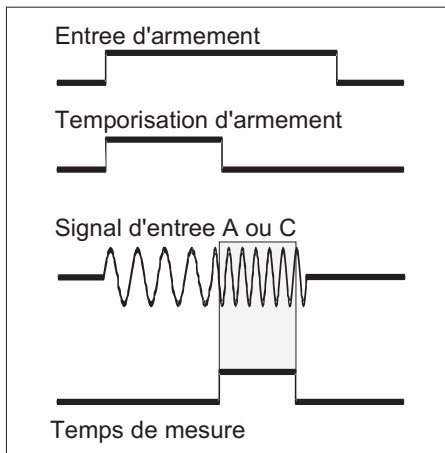 Entree d'armement
Temporisation d'armement
Signal d'entree A ou C
Temps de mesure